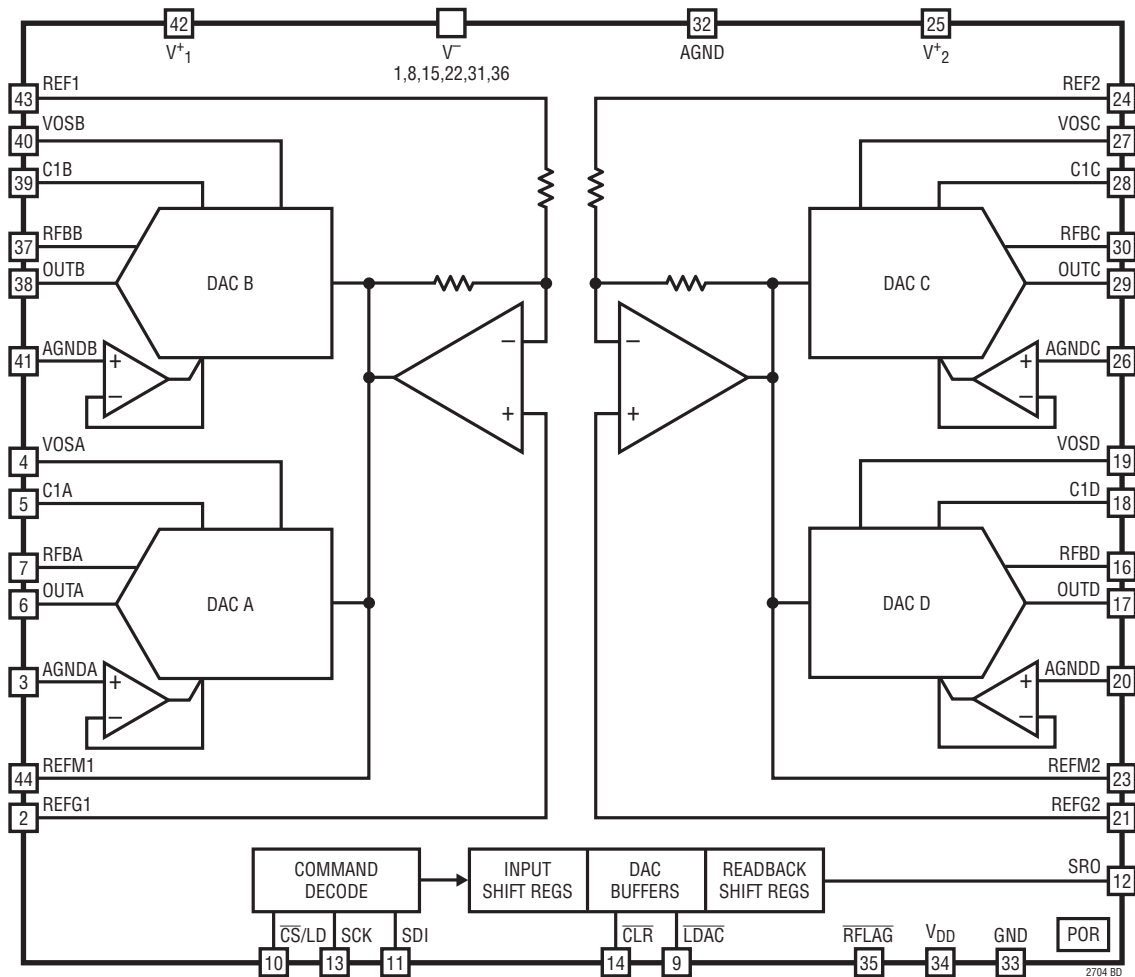 42
V+1
V−
1,8,15,22,31,36
32
AGND
25
V+2
43 REF1
40 VOSB
39 C1B
37 RFBB
38 OUTB
DAC B
41 AGNDB
+
−
4 VOSA
5 C1A
7 RFBA
6 OUTA
DAC A
3 AGNDA
+
−
44 REFM1
2 REFG1
−
+
−
+
REF2 24
VOSC 27
C1C 28
RFBC 30
OUTC 29
DAC C
AGNDC 26
+
−
VOSD 19
C1D 18
RFBD 16
OUTD 17
DAC D
AGNDD 20
+
−
REFM2 23
REFG2 21
COMMAND
DECODE
INPUT
SHIFT REGS
DAC
BUFFERS
READBACK
SHIFT REGS
SRO 12
C̅S̅/LD
SCK
SDI
C̅L̅R̅
L̅D̅A̅C̅
R̅F̅L̅A̅G̅
VDD
GND
POR
10
13
11
14
9
35
34
33
2704 BD